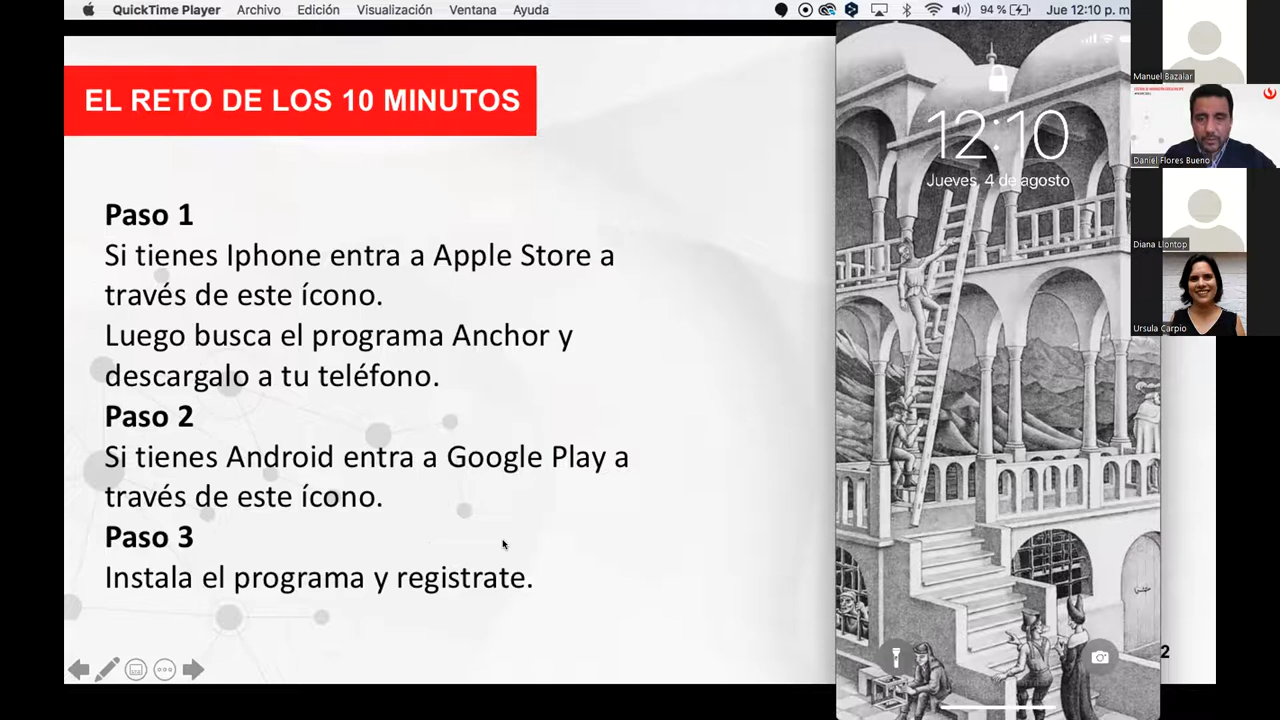 QuickTime Player Archivo Edición Visualización Ventana Ayuda
94 % Jue 12:10 p. m
EL RETO DE LOS 10 MINUTOS
Paso 1
Si tienes Iphone entra a Apple Store a
través de este ícono.
Luego busca el programa Anchor y
descargalo a tu teléfono.
Paso 2
Si tienes Android entra a Google Play a
través de este ícono.
Paso 3
Instala el programa y registrate.
12:10
Jueves, 4 de agosto
2
Manuel Bazalar
Daniel Flores Bueno
Diana Llontop
Ursula Carpio